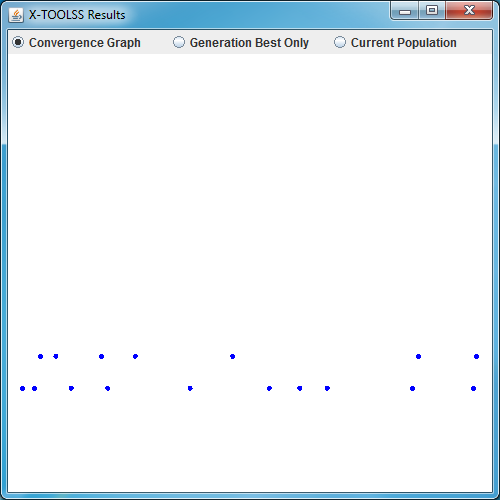 X-TOOLSS Results
Convergence Graph Generation Best Only Current Population